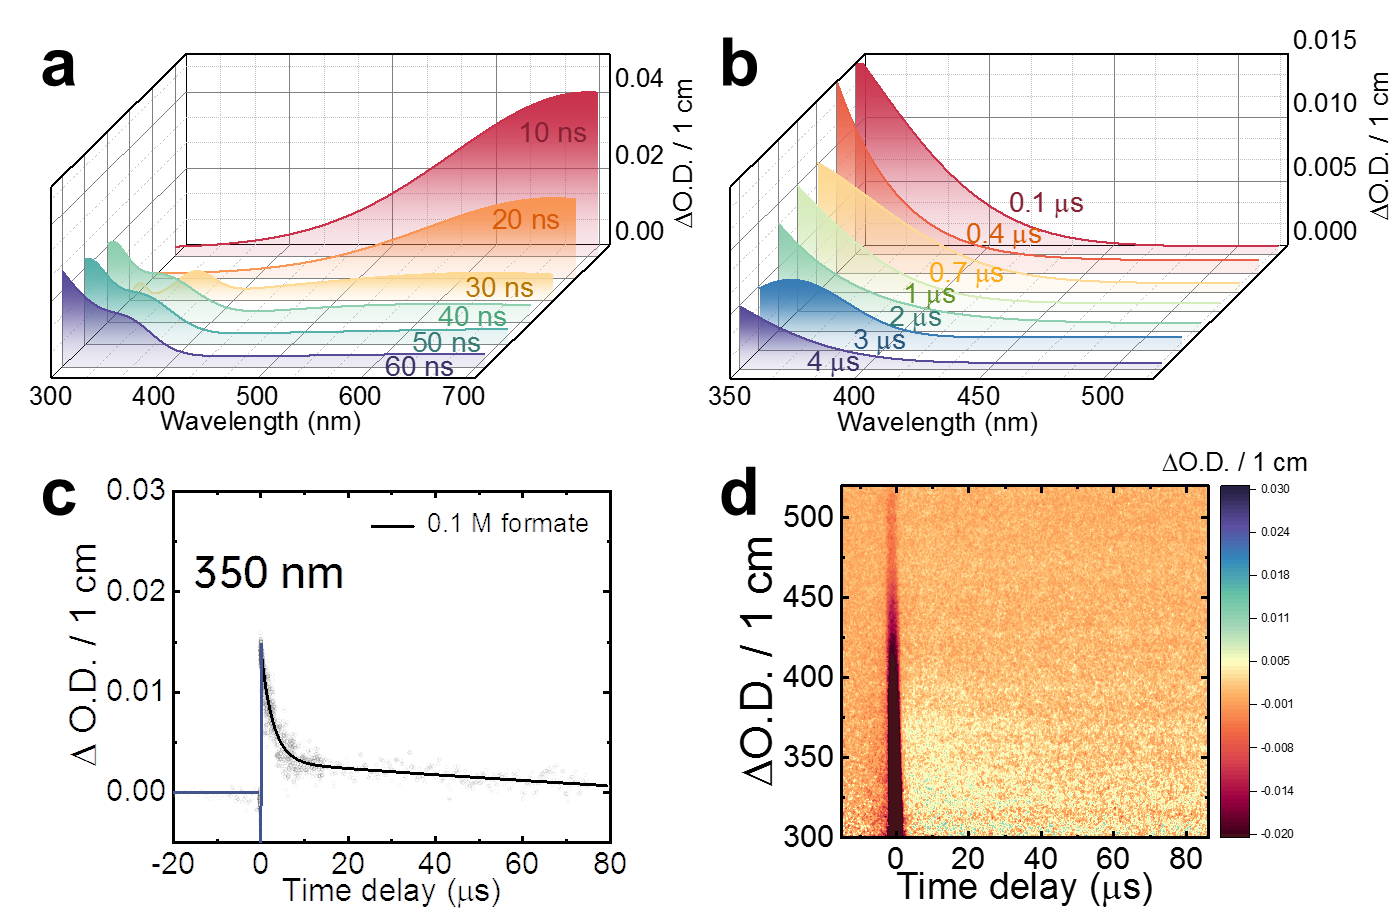 a
0.04
0.02
0.00
ΔO.D. / 1 cm
10 ns
20 ns
30 ns
40 ns
50 ns
60 ns
300 400 500 600 700
Wavelength (nm)
b
0.015
0.010
0.005
0.000
ΔO.D. / 1 cm
0.1 μs
0.4 μs
0.7 μs
1 μs
2 μs
3 μs
4 μs
350 400 450 500
Wavelength (nm)
c
0.03
0.02
0.01
0.00
Δ O.D. / 1 cm
0.1 M formate
350 nm
-20 0 20 40 60 80
Time delay (μs)
d
ΔO.D. / 1 cm
500
450
400
350
300
ΔO.D. / 1 cm
0 20 40 60 80
Time delay (μs)
0.030
0.024
0.018
0.011
0.005
-0.001
-0.008
-0.014
-0.020